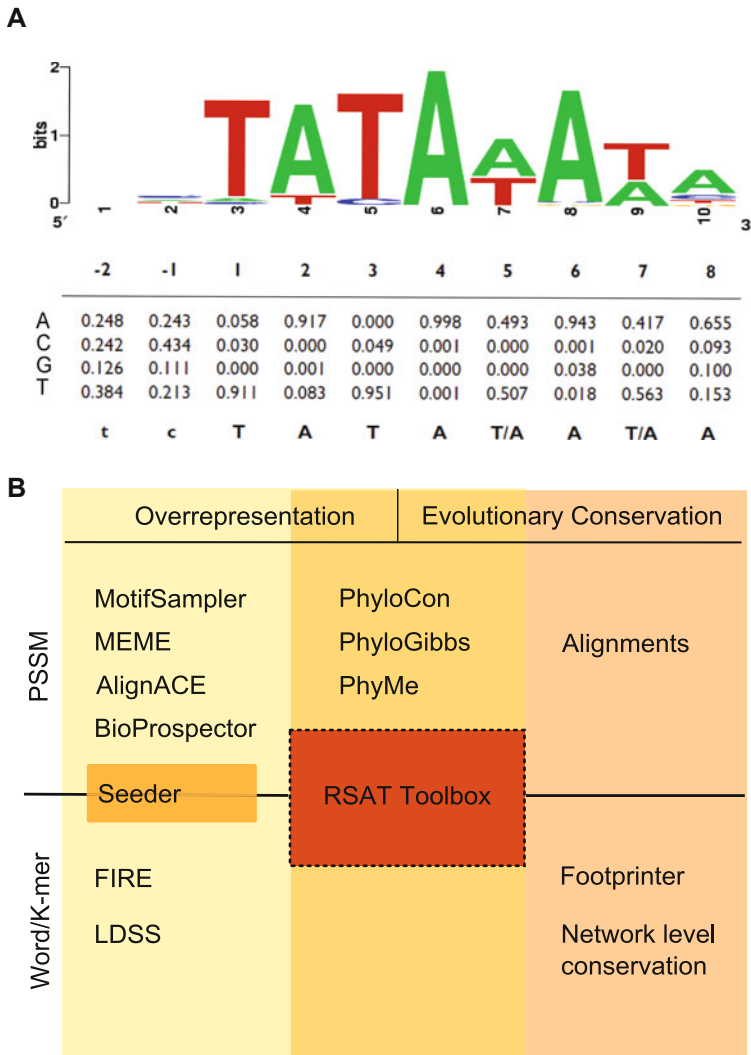 A
2
bits
1
0
T A T A A A T A
T T A
5′ 1 2 3 4 5 6 7 8 9 10 3
-2 -1 1 2 3 4 5 6 7 8
A 0.248 0.243 0.058 0.917 0.000 0.998 0.493 0.943 0.417 0.655
C 0.242 0.434 0.030 0.000 0.049 0.001 0.000 0.001 0.020 0.093
G 0.126 0.111 0.000 0.001 0.000 0.000 0.000 0.038 0.000 0.100
T 0.384 0.213 0.911 0.083 0.951 0.001 0.507 0.018 0.563 0.153
t c T A T A T/A A T/A A
B
Overrepresentation Evolutionary Conservation
PSSM
MotifSampler PhyloCon
MEME PhyloGibbs Alignments
AlignACE PhyMe
BioProspector
Seeder RSAT Toolbox
Word/K-mer
FIRE Footprinter
LDSS Network level
conservation